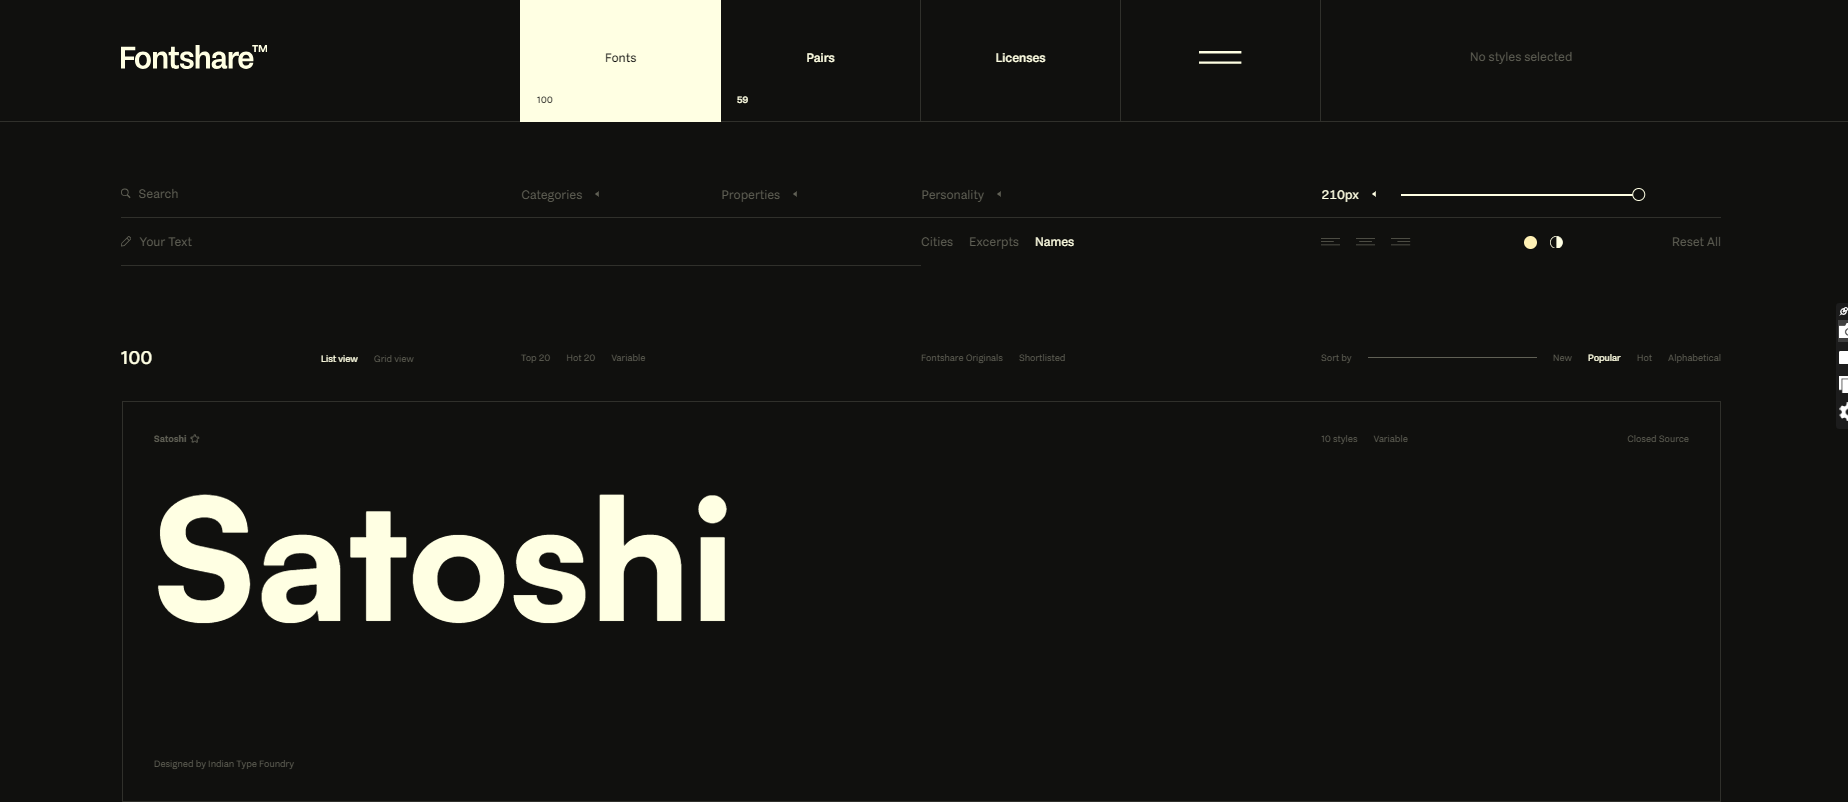 Fontshare™
Fonts
100
Pairs
59
Licenses
No styles selected
Search
Categories
Properties
Personality
210px
Your Text
Cities Excerpts Names
Reset All
100
List view Grid view
Top 20 Hot 20 Variable
Fontshare Originals Shortlisted
Sort by
New Popular Hot Alphabetical
Satoshi
10 styles Variable
Closed Source
Satoshi
Designed by Indian Type Foundry